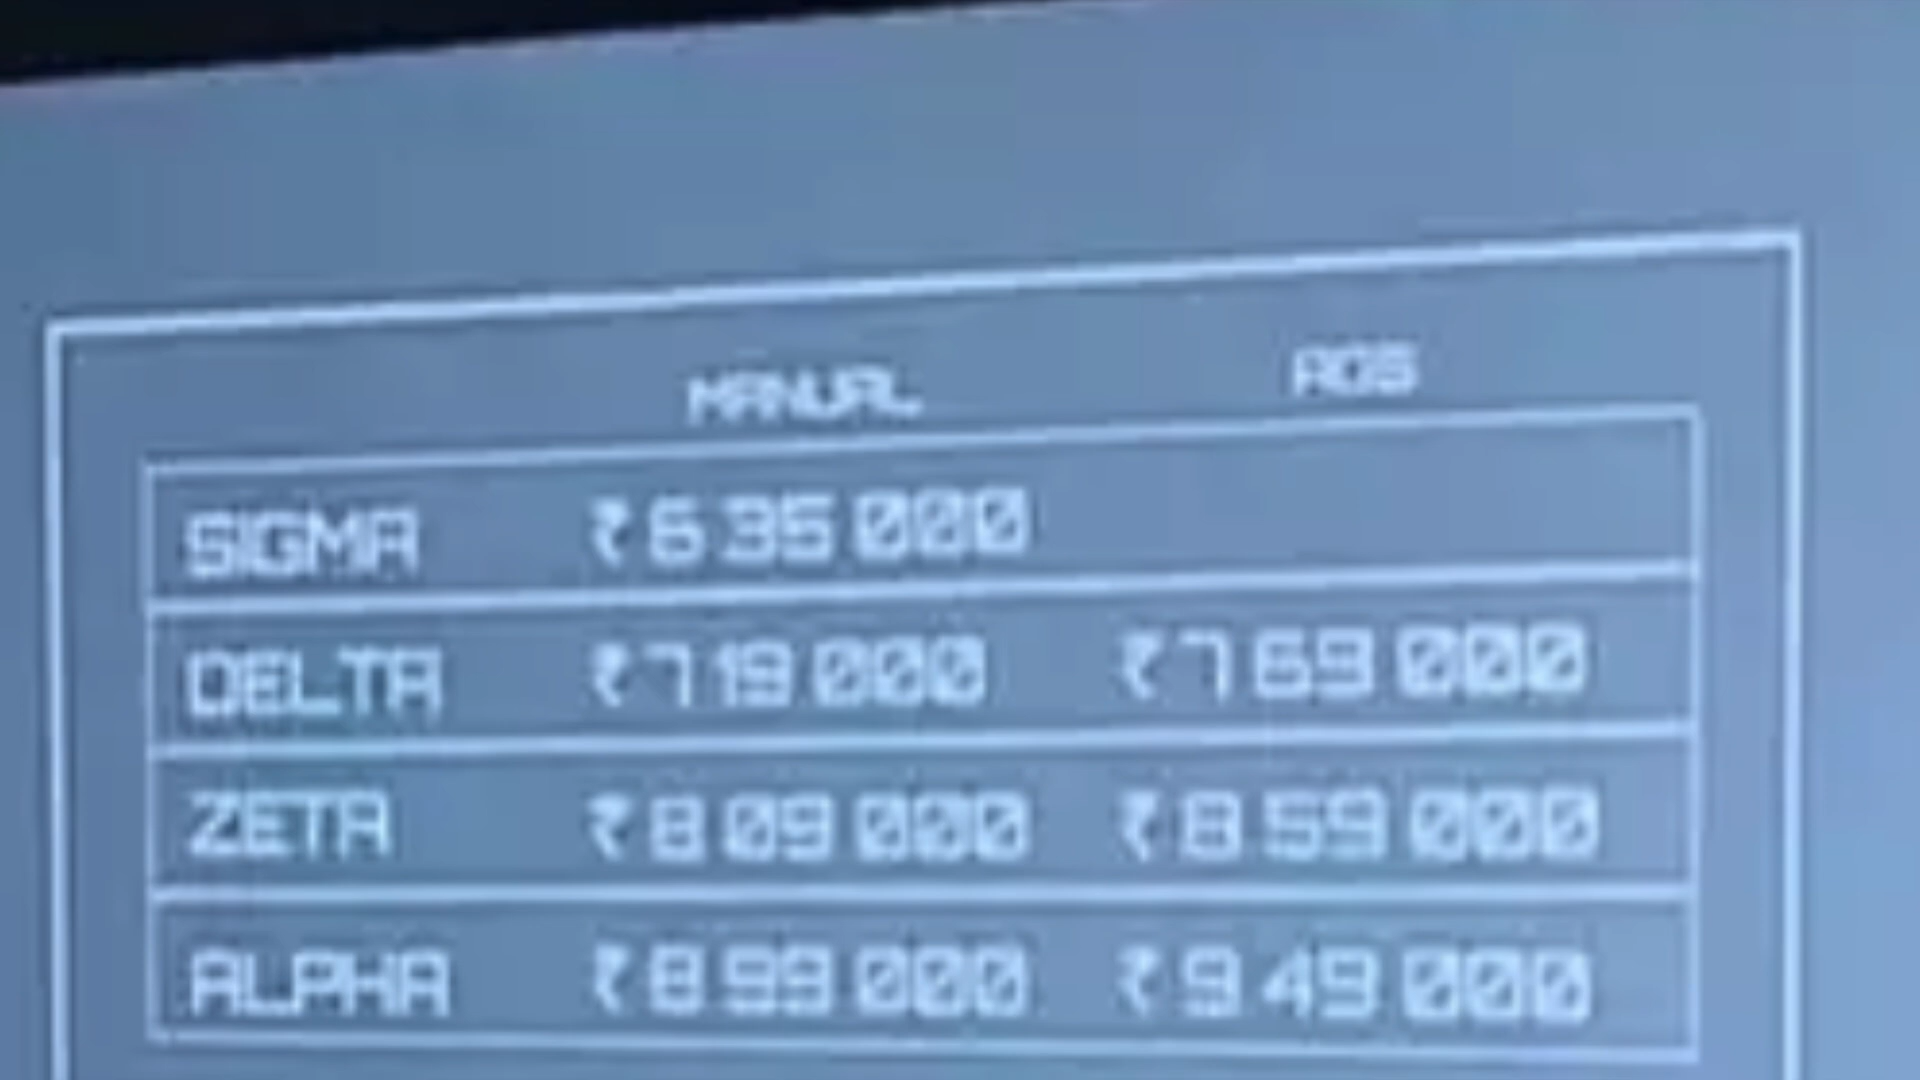 MANUAL AGS
SIGMA ₹ 6 35 000
DELTA ₹ 7 19 000 ₹ 7 69 000
ZETA ₹ 8 09 000 ₹ 8 59 000
ALPHA ₹ 8 99 000 ₹ 9 49 000